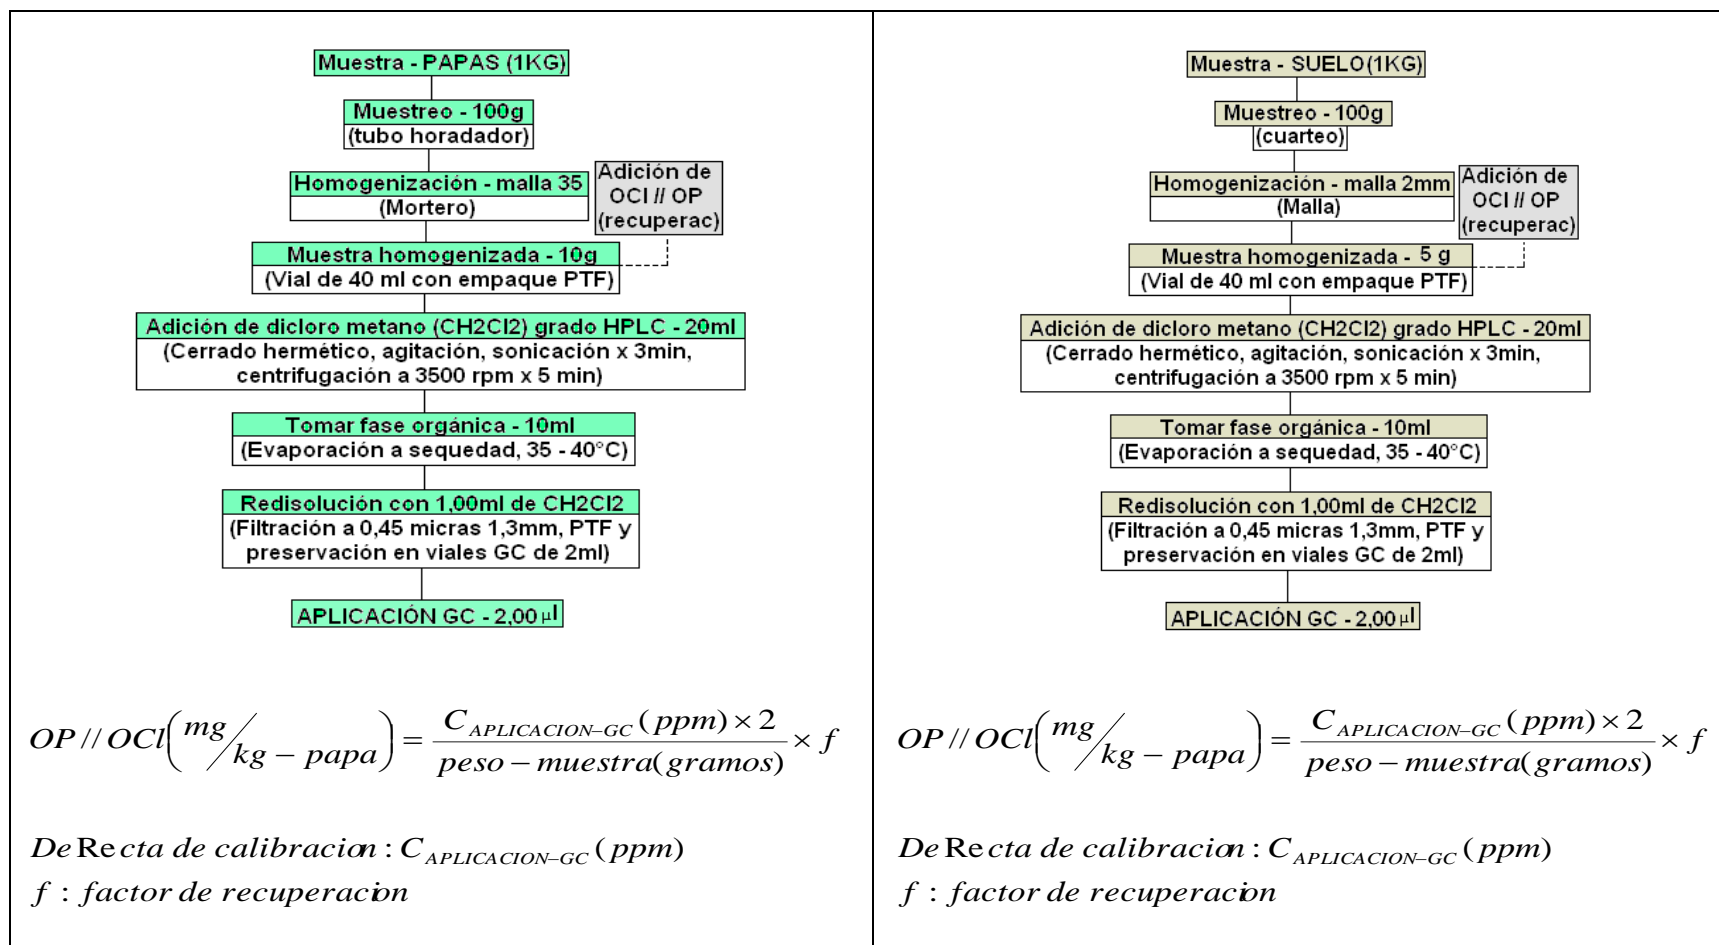 Muestra - PAPAS (1KG)
Muestreo - 100g
(tubo horadador)
Homogenización - malla 35
(Mortero)
Adición de
OCl // OP
(recuperac)
Muestra homogenizada - 10g
(Vial de 40 ml con empaque PTF)
Adición de dicloro metano (CH2Cl2) grado HPLC - 20ml
(Cerrado hermético, agitación, sonicación x 3min,
centrifugación a 3500 rpm x 5 min)
Tomar fase orgánica - 10ml
(Evaporación a sequedad, 35 - 40°C)
Redisolución con 1,00ml de CH2Cl2
(Filtración a 0,45 micras 1,3mm, PTF y
preservación en viales GC de 2ml)
APLICACIÓN GC - 2,00 µl
OP // OCl(mg/kg – papa) = C APLICACION–GC (ppm) × 2 / peso – muestra(gramos) × f
De Recta de calibracion : C APLICACION–GC (ppm)
f : factor de recuperacion
Muestra - SUELO (1KG)
Muestreo - 100g
(cuarteo)
Homogenización - malla 2mm
(Malla)
Adición de
OCl // OP
(recuperac)
Muestra homogenizada - 5 g
(Vial de 40 ml con empaque PTF)
Adición de dicloro metano (CH2Cl2) grado HPLC - 20ml
(Cerrado hermético, agitación, sonicación x 3min,
centrifugación a 3500 rpm x 5 min)
Tomar fase orgánica - 10ml
(Evaporación a sequedad, 35 - 40°C)
Redisolución con 1,00ml de CH2Cl2
(Filtración a 0,45 micras 1,3mm, PTF y
preservación en viales GC de 2ml)
APLICACIÓN GC - 2,00 µl
OP // OCl(mg/kg – papa) = C APLICACION–GC (ppm) × 2 / peso – muestra(gramos) × f
De Recta de calibracion : C APLICACION–GC (ppm)
f : factor de recuperacion